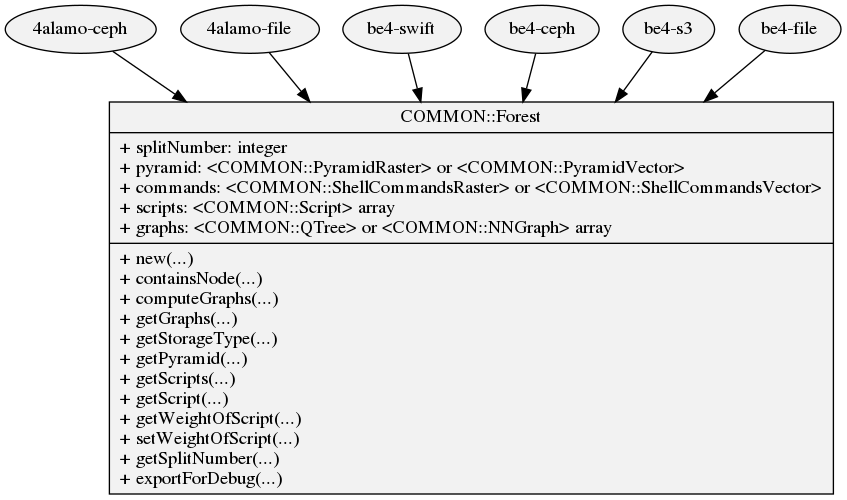 4alamo-ceph
4alamo-file
be4-swift
be4-ceph
be4-s3
be4-file
COMMON::Forest
+ splitNumber: integer
+ pyramid: <COMMON::PyramidRaster> or <COMMON::PyramidVector>
+ commands: <COMMON::ShellCommandsRaster> or <COMMON::ShellCommandsVector>
+ scripts: <COMMON::Script> array
+ graphs: <COMMON::QTree> or <COMMON::NNGraph> array
+ new(...)
+ containsNode(...)
+ computeGraphs(...)
+ getGraphs(...)
+ getStorageType(...)
+ getPyramid(...)
+ getScripts(...)
+ getScript(...)
+ getWeightOfScript(...)
+ setWeightOfScript(...)
+ getSplitNumber(...)
+ exportForDebug(...)